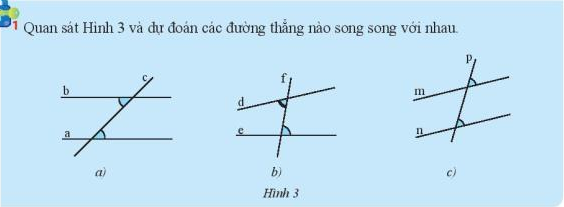 1 Quan sát Hình 3 và dự đoán các đường thẳng nào song song với nhau.
c
b
a
a)
f
d
e
b)
p
m
n
c)
Hình 3